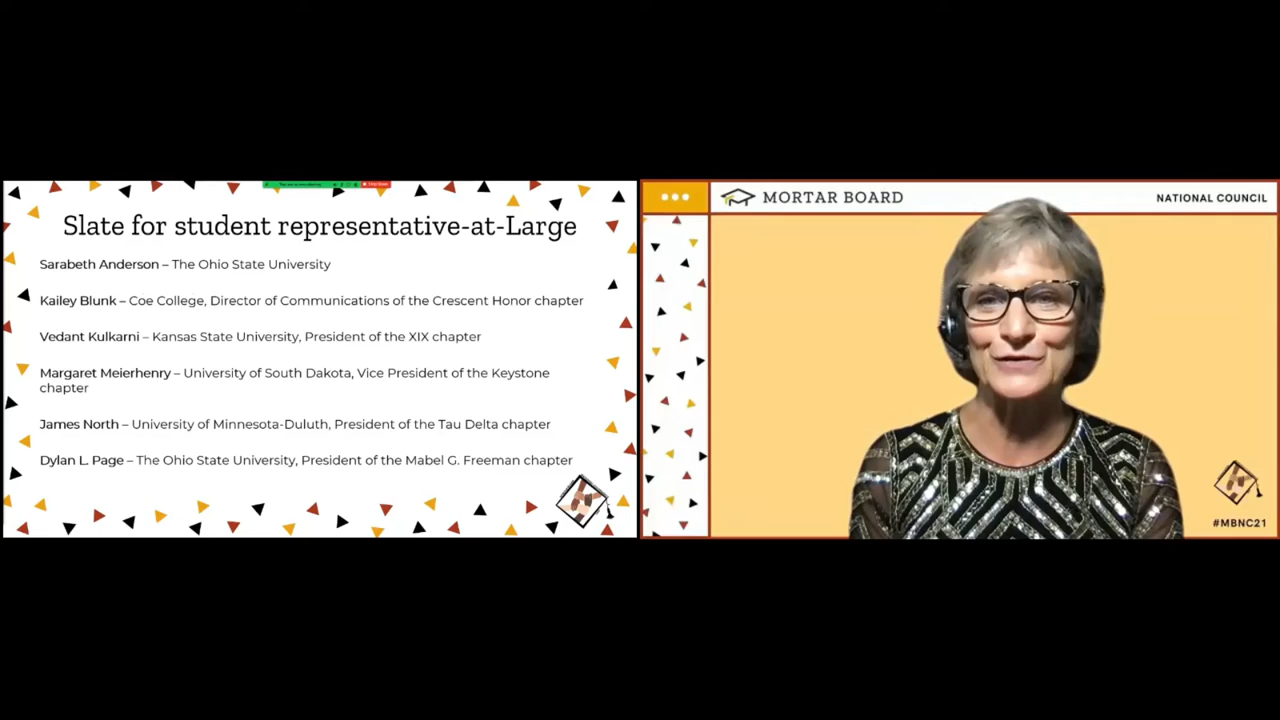 Slate for student representative-at-Large
Sarabeth Anderson – The Ohio State University
Kailey Blunk – Coe College, Director of Communications of the Crescent Honor chapter
Vedant Kulkarni – Kansas State University, President of the XIX chapter
Margaret Meierhenry – University of South Dakota, Vice President of the Keystone
chapter
James North – University of Minnesota-Duluth, President of the Tau Delta chapter
Dylan L. Page – The Ohio State University, President of the Mabel G. Freeman chapter
MORTAR BOARD
NATIONAL COUNCIL
#MBNC21